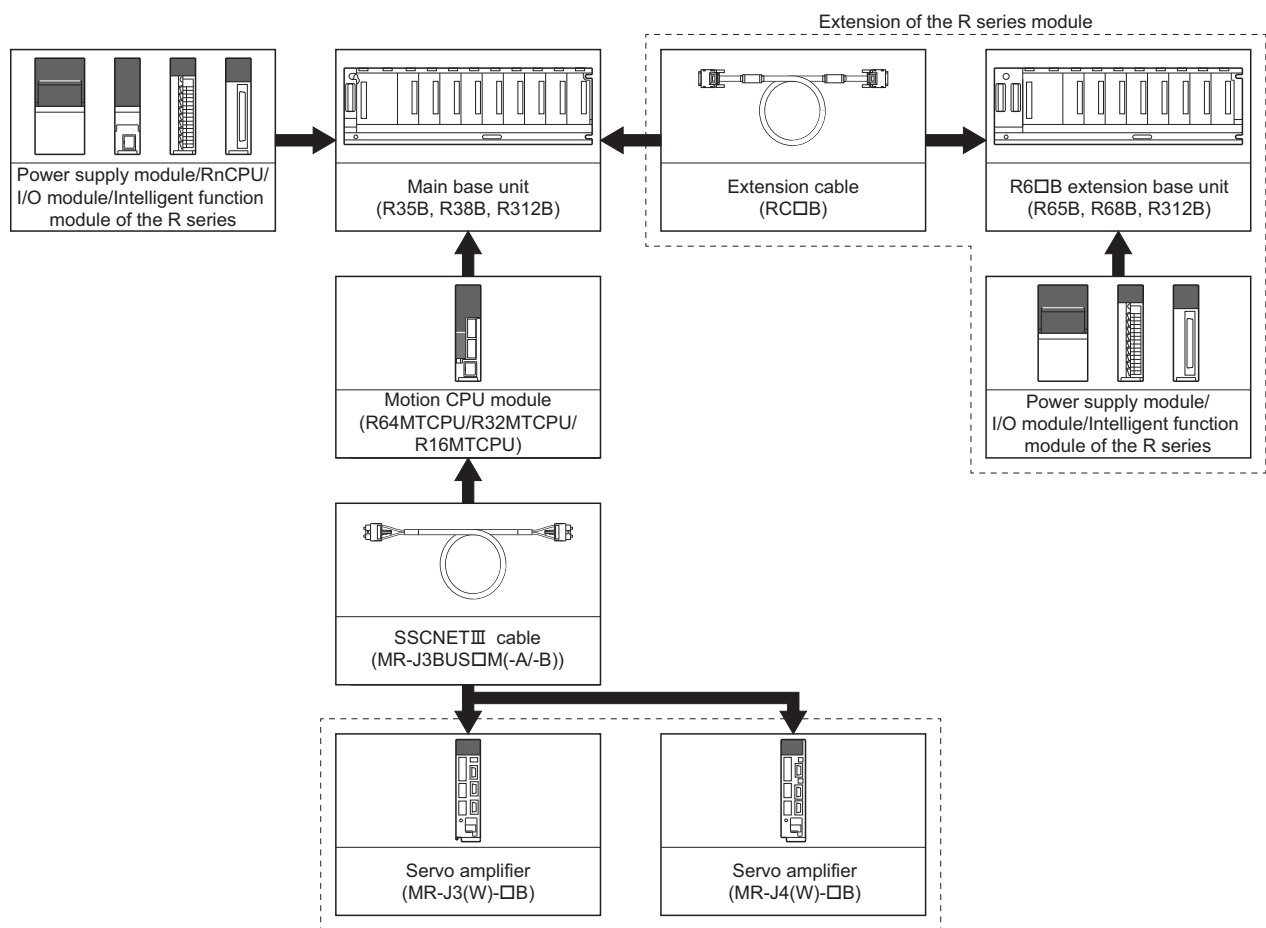 Extension of the R series module
Power supply module/RnCPU/
I/O module/Intelligent function
module of the R series
Main base unit
(R35B, R38B, R312B)
Extension cable
(RC□B)
R6□B extension base unit
(R65B, R68B, R312B)
Motion CPU module
(R64MTCPU/R32MTCPU/
R16MTCPU)
Power supply module/
I/O module/Intelligent function
module of the R series
SSCNETⅢ cable
(MR-J3BUS□M(-A/-B))
Servo amplifier
(MR-J3(W)-□B)
Servo amplifier
(MR-J4(W)-□B)